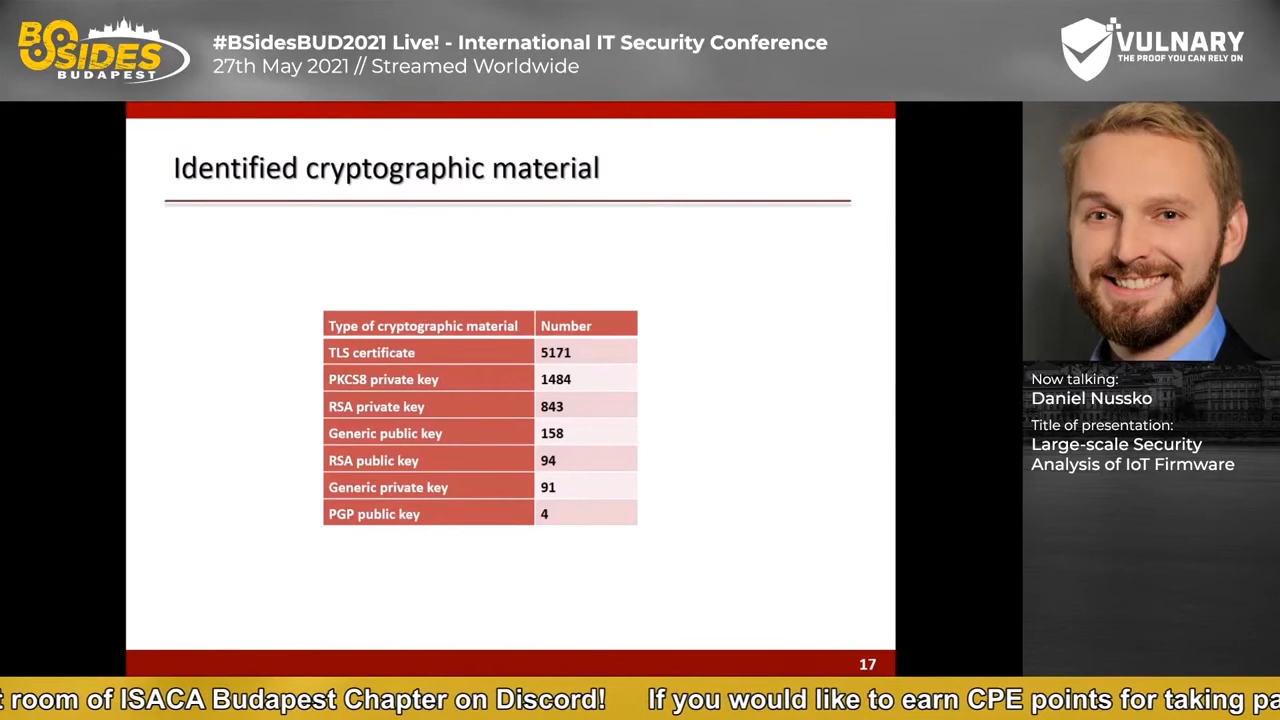 BSIDES
BUDAPEST
#BSidesBUD2021 Live! - International IT Security Conference
27th May 2021 // Streamed Worldwide
VULNARY
THE PROOF YOU CAN RELY ON
Identified cryptographic material
Type of cryptographic material Number
TLS certificate 5171
PKCS8 private key 1484
RSA private key 843
Generic public key 158
RSA public key 94
Generic private key 91
PGP public key 4
17
Now talking:
Daniel Nussko
Title of presentation:
Large-scale Security
Analysis of IoT Firmware
t room of ISACA Budapest Chapter on Discord! If you would like to earn CPE points for taking pa